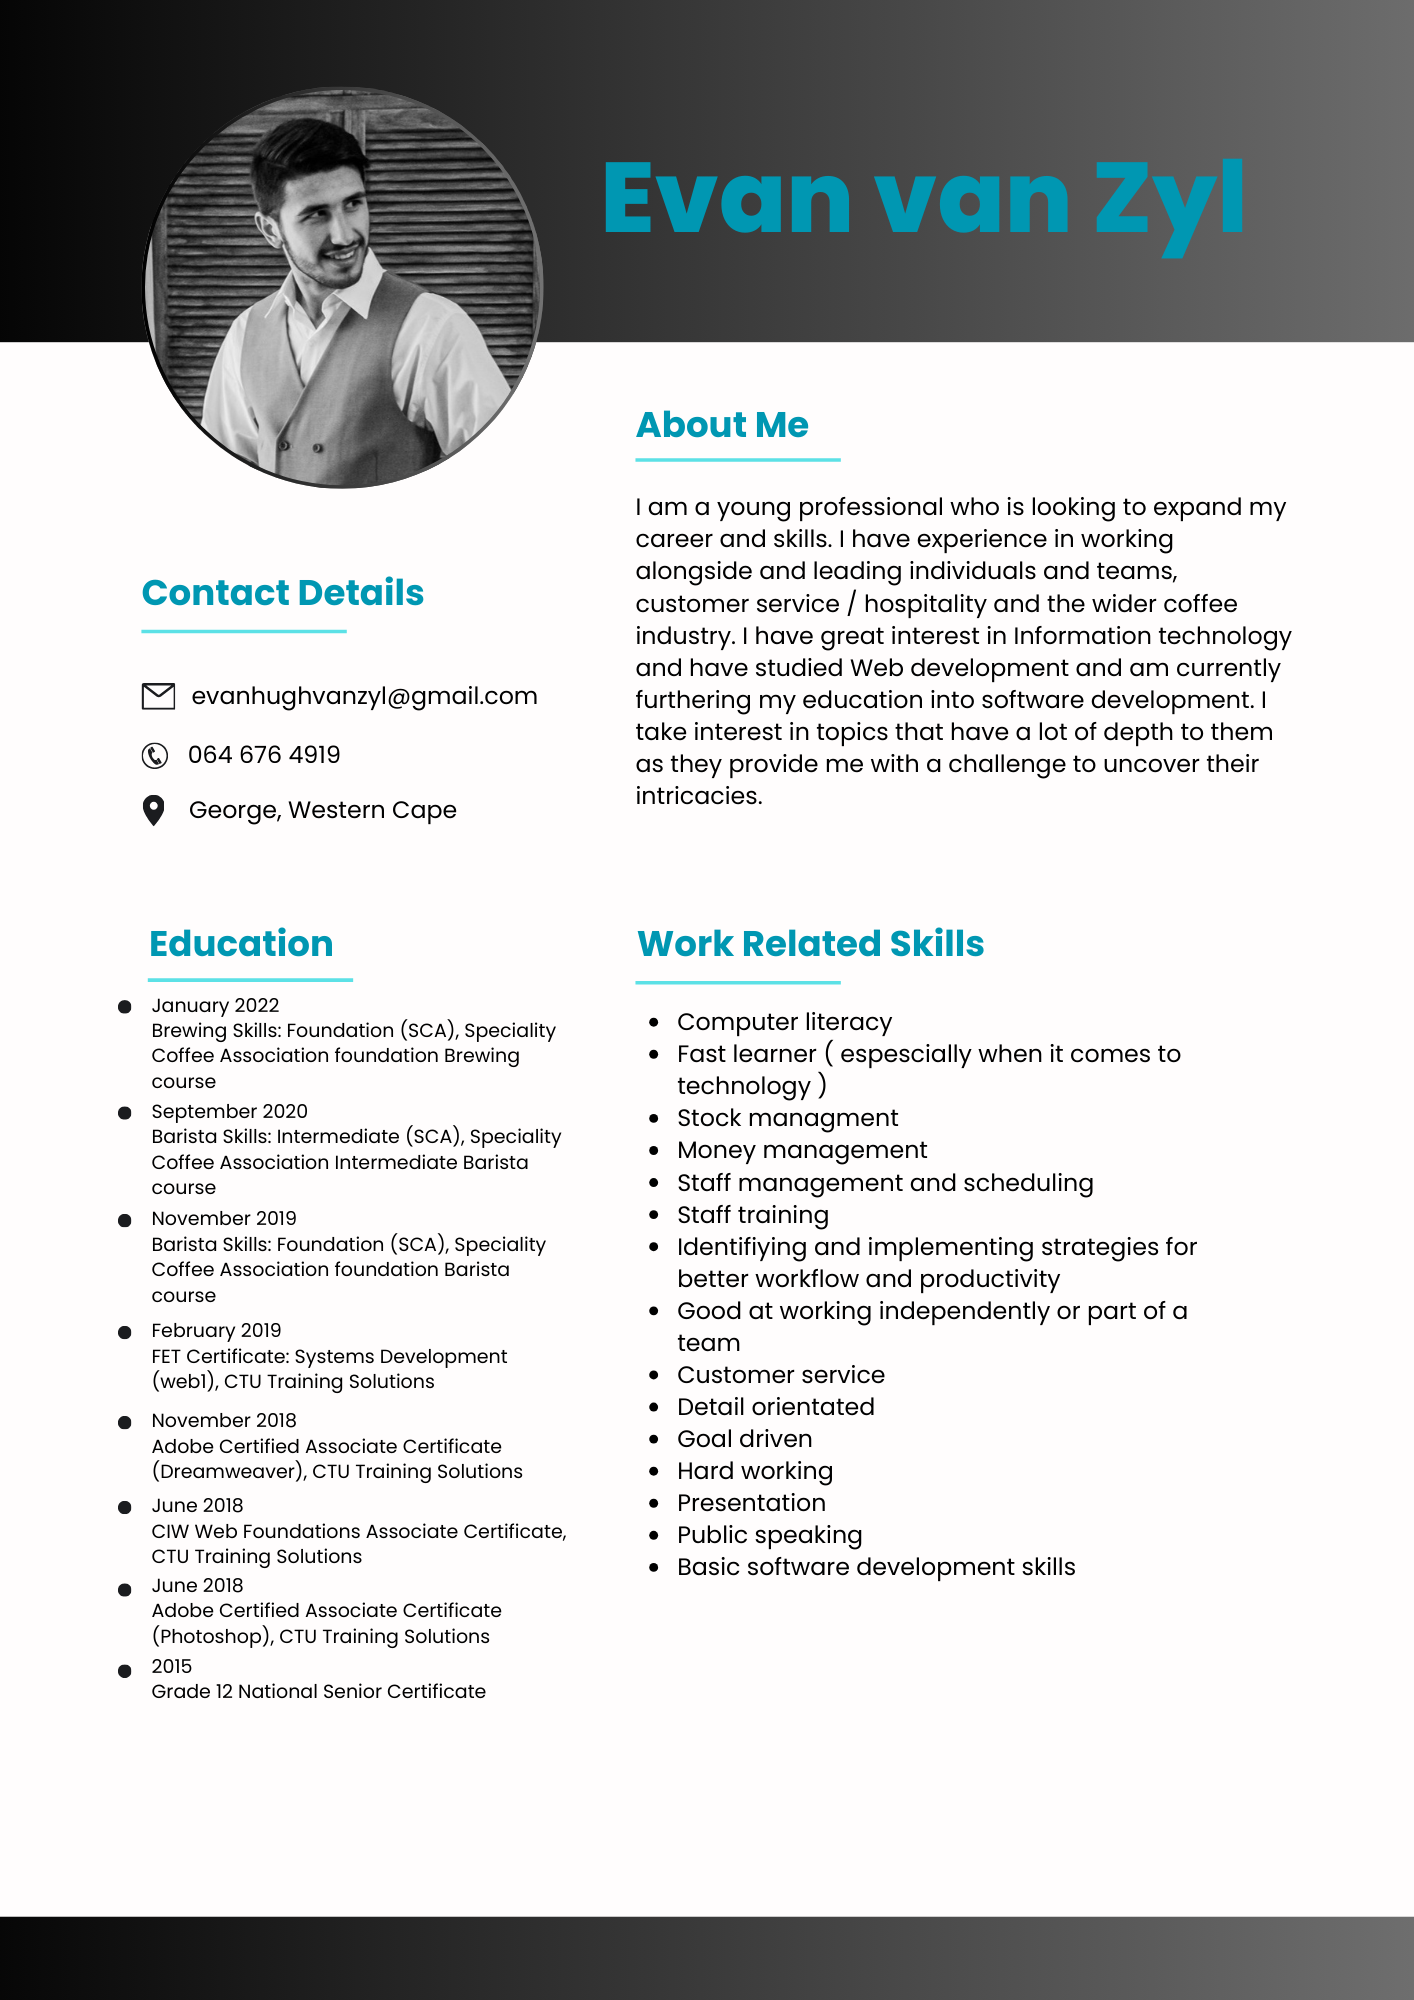 Evan van Zyl
About Me
I am a young professional who is looking to expand my
career and skills. I have experience in working
alongside and leading individuals and teams,
customer service / hospitality and the wider coffee
industry. I have great interest in Information technology
and have studied Web development and am currently
furthering my education into software development. I
take interest in topics that have a lot of depth to them
as they provide me with a challenge to uncover their
intricacies.
Contact Details
evanhughvanzyl@gmail.com
064 676 4919
George, Western Cape
Education
January 2022
Brewing Skills: Foundation (SCA), Speciality
Coffee Association foundation Brewing
course
September 2020
Barista Skills: Intermediate (SCA), Speciality
Coffee Association Intermediate Barista
course
November 2019
Barista Skills: Foundation (SCA), Speciality
Coffee Association foundation Barista
course
February 2019
FET Certificate: Systems Development
(web1), CTU Training Solutions
November 2018
Adobe Certified Associate Certificate
(Dreamweaver), CTU Training Solutions
June 2018
CIW Web Foundations Associate Certificate,
CTU Training Solutions
June 2018
Adobe Certified Associate Certificate
(Photoshop), CTU Training Solutions
2015
Grade 12 National Senior Certificate
Work Related Skills
Computer literacy
Fast learner ( espescially when it comes to
technology )
Stock managment
Money management
Staff management and scheduling
Staff training
Identifiying and implementing strategies for
better workflow and productivity
Good at working independently or part of a
team
Customer service
Detail orientated
Goal driven
Hard working
Presentation
Public speaking
Basic software development skills